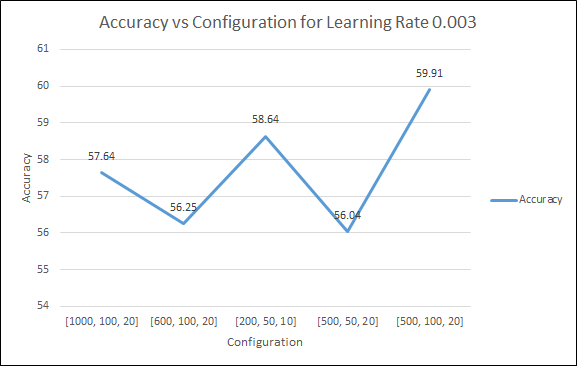 Accuracy vs Configuration for Learning Rate 0.003
61
60
59
58
57
56
55
54
Accuracy
57.64
56.25
58.64
56.04
59.91
[1000, 100, 20] [600, 100, 20] [200, 50, 10] [500, 50, 20] [500, 100, 20]
Configuration
Accuracy